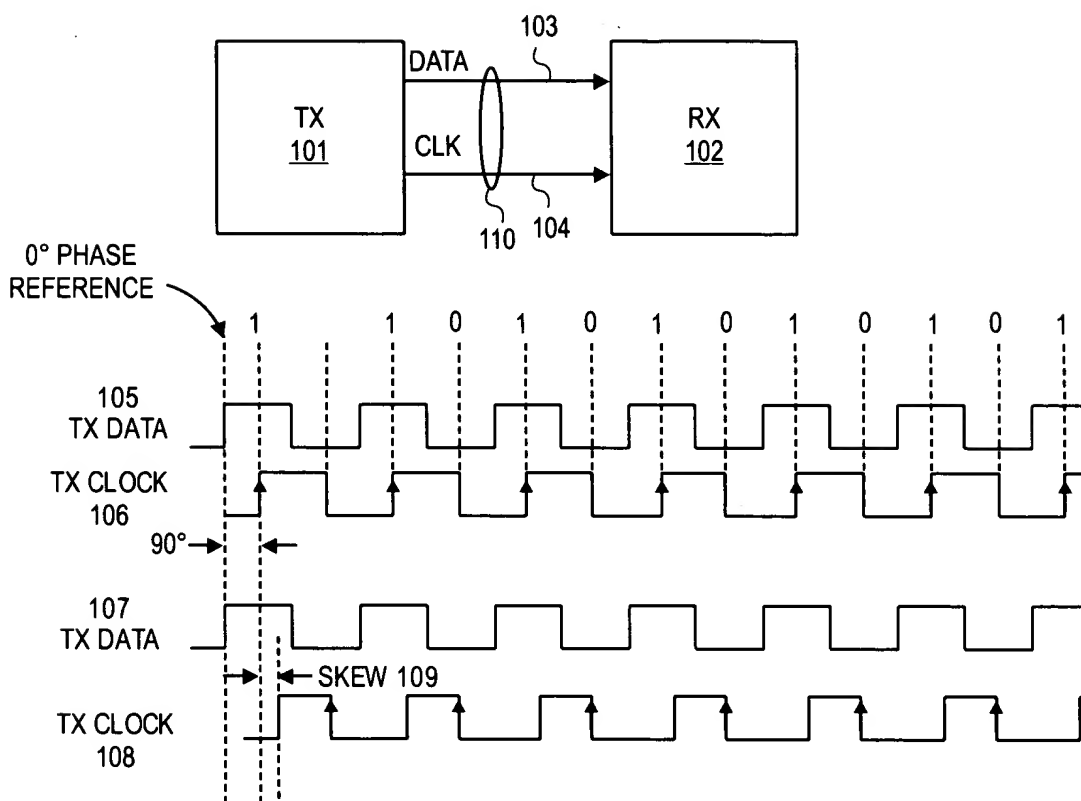 103
DATA
TX
101
RX
102
CLK
110
104
0° PHASE
REFERENCE
1 1 0 1 0 1 0 1 0 1 0 1
105
TX DATA
TX CLOCK
106
90°
107
TX DATA
SKEW 109
TX CLOCK
108